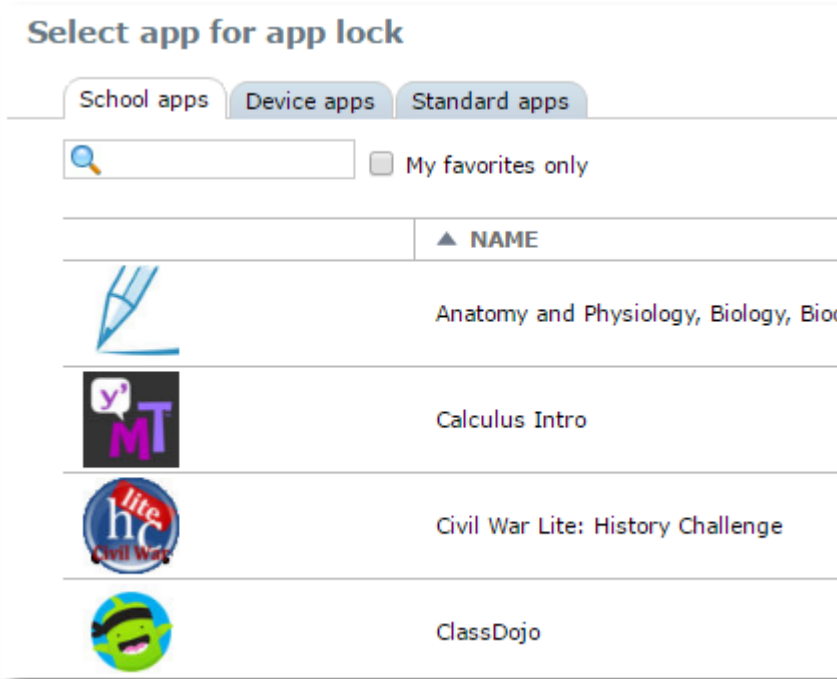 Select app for app lock
School apps Device apps Standard apps
My favorites only
NAME
Anatomy and Physiology, Biology,
y' MT
Calculus Intro
lite
hc
Civil War
Civil War Lite: History Challenge
ClassDojo